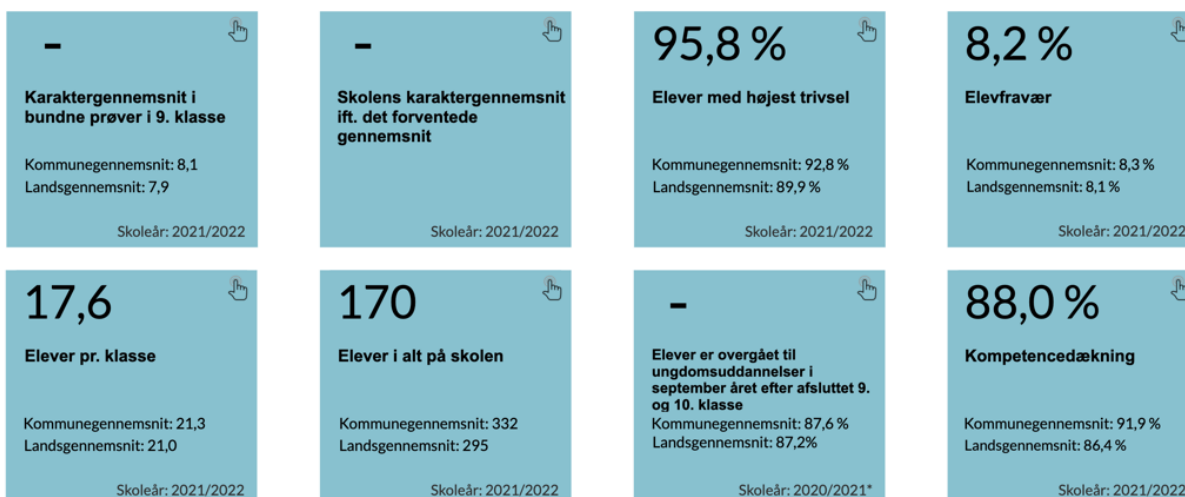 -
Karaktergennemsnit i
bundne prøver i 9. klasse
Kommunegennemsnit: 8,1
Landsgennemsnit: 7,9
Skoleår: 2021/2022
-
Skolens karaktergennemsnit
ift. det forventede
gennemsnit
Skoleår: 2021/2022
95,8 %
Elever med højest trivsel
Kommunegennemsnit: 92,8 %
Landsgennemsnit: 89,9 %
Skoleår: 2021/2022
8,2 %
Elevfravær
Kommunegennemsnit: 8,3 %
Landsgennemsnit: 8,1 %
Skoleår: 2021/2022
17,6
Elever pr. klasse
Kommunegennemsnit: 21,3
Landsgennemsnit: 21,0
Skoleår: 2021/2022
170
Elever i alt på skolen
Kommunegennemsnit: 332
Landsgennemsnit: 295
Skoleår: 2021/2022
-
Elever er overgået til
ungdomsuddannelser i
september året efter afsluttet 9.
og 10. klasse
Kommunegennemsnit: 87,6 %
Landsgennemsnit: 87,2%
Skoleår: 2020/2021*
88,0 %
Kompetencedækning
Kommunegennemsnit: 91,9 %
Landsgennemsnit: 86,4 %
Skoleår: 2021/2022